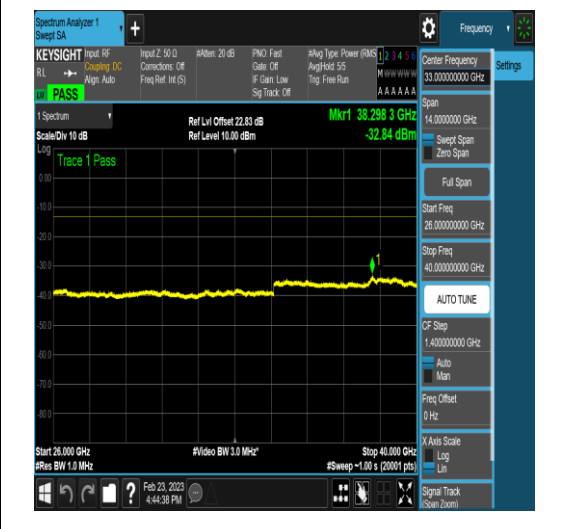 Spectrum Analyzer 1
Swept SA
Frequency
KEYSIGHT
RL
PASS
Input: RF
Coupling: DC
Align: Auto
Input Z: 50 Ω
Corrections: Off
Freq Ref: Int (S)
#Atten: 20 dB
PNO: Fast
Gate: Off
IF Gain: Low
Sig Track: Off
#Avg Type: Power (RMS
Avg|Hold: 5/5
Trig: Free Run
1 2 3 4 5 6
M w w w w w
A A A A A A
1 Spectrum
Scale/Div 10 dB
Ref Lvl Offset 22.83 dB
Ref Level 10.00 dBm
Mkr1 38.298 3 GHz
-32.84 dBm
Log
Trace 1 Pass
0.00
-10.0
-20.0
-30.0
-40.0
-50.0
-60.0
-70.0
-80.0
1
Start 26.000 GHz
#Res BW 1.0 MHz
#Video BW 3.0 MHz*
Stop 40.000 GHz
#Sweep ~1.00 s (20001 pts)
Feb 23, 2023
4:44:38 PM
Center Frequency
33.000000000 GHz
Settings
Span
14.0000000 GHz
Swept Span
Zero Span
Full Span
Start Freq
26.000000000 GHz
Stop Freq
40.000000000 GHz
AUTO TUNE
CF Step
1.400000000 GHz
Auto
Man
Freq Offset
0 Hz
X Axis Scale
Log
Lin
Signal Track
(Span Zoom)